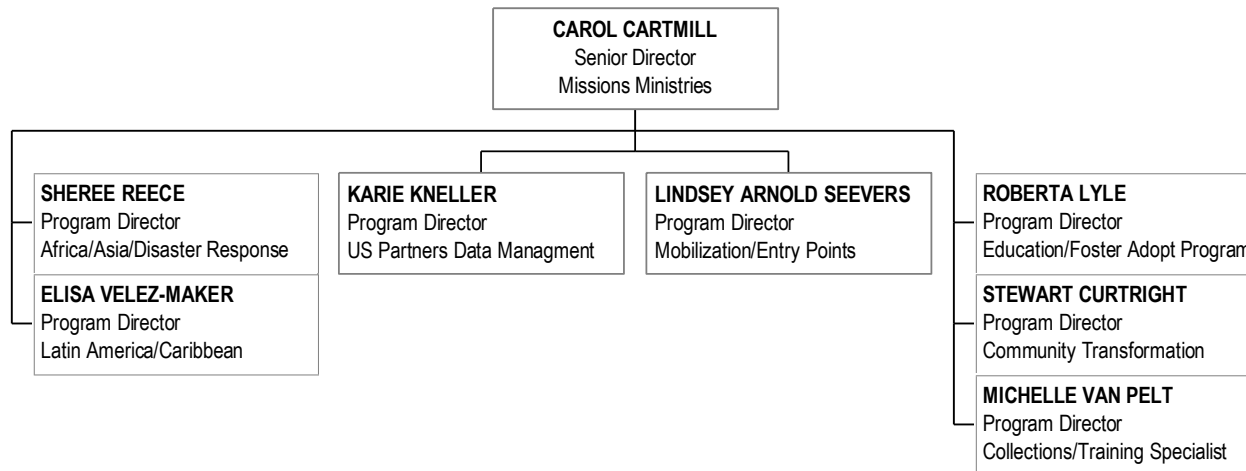 CAROL CARTMILL
Senior Director
Missions Ministries
SHEREE REECE
Program Director
Africa/Asia/Disaster Response
ELISA VELEZ-MAKER
Program Director
Latin America/Caribbean
KARIE KNELLER
Program Director
US Partners Data Managment
LINDSEY ARNOLD SEEVERS
Program Director
Mobilization/Entry Points
ROBERTA LYLE
Program Director
Education/Foster Adopt Program
STEWART CURTRIGHT
Program Director
Community Transformation
MICHELLE VAN PELT
Program Director
Collections/Training Specialist